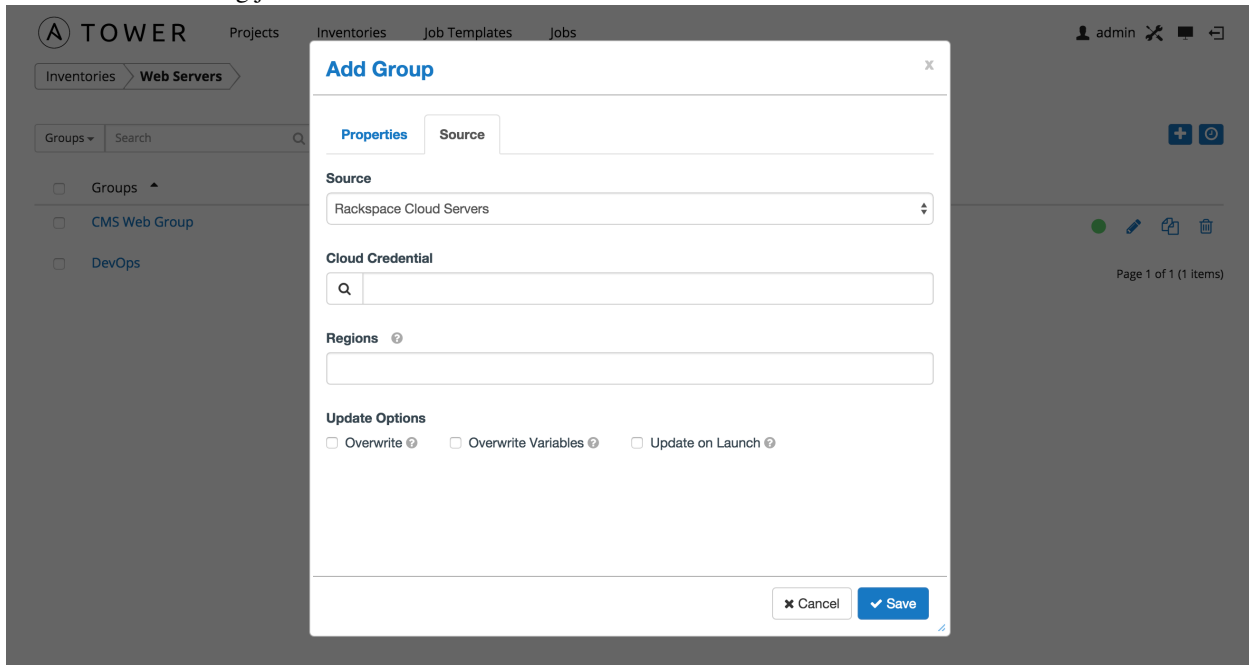 TOWER Projects Inventories Job Templates Jobs admin
Inventories Web Servers
Add Group x
Groups Search
Properties Source
Groups
Source
Rackspace Cloud Servers
CMS Web Group
DevOps
Cloud Credential
Page 1 of 1 (1 items)
Regions
Update Options
Overwrite Overwrite Variables Update on Launch
Cancel Save